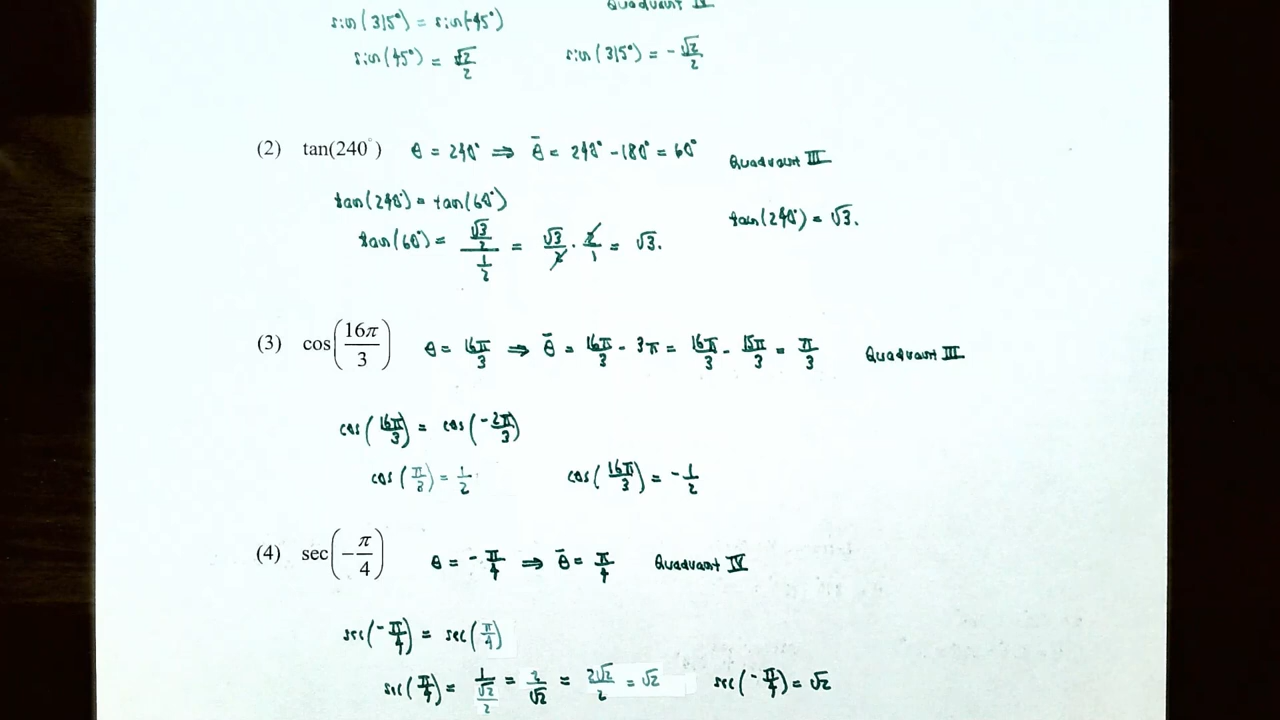 Quadrant IV
sin(315°) = sin(-45°)
sin(45°) = √2/2 sin(315°) = -√2/2
(2) tan(240°) θ = 240° ⇒ θ̄ = 240° - 180° = 60° Quadrant III
tan(240°) = tan(60°)
tan(240°) = √3.
tan(60°) = (√3/2)/(1/2) = √3/2 · 2/1 = √3.
(3) cos(16π/3) θ = 16π/3 ⇒ θ̄ = 16π/3 - 3π = 16π/3 - 15π/3 = π/3 Quadrant III
cos(16π/3) = cos(-2π/3)
cos(π/3) = 1/2 cos(16π/3) = -1/2
(4) sec(-π/4) θ = -π/4 ⇒ θ̄ = π/4 Quadrant IV
sec(-π/4) = sec(π/4)
sec(π/4) = 1/(√2/2) = 2/√2 = 2√2/2 = √2 sec(-π/4) = √2